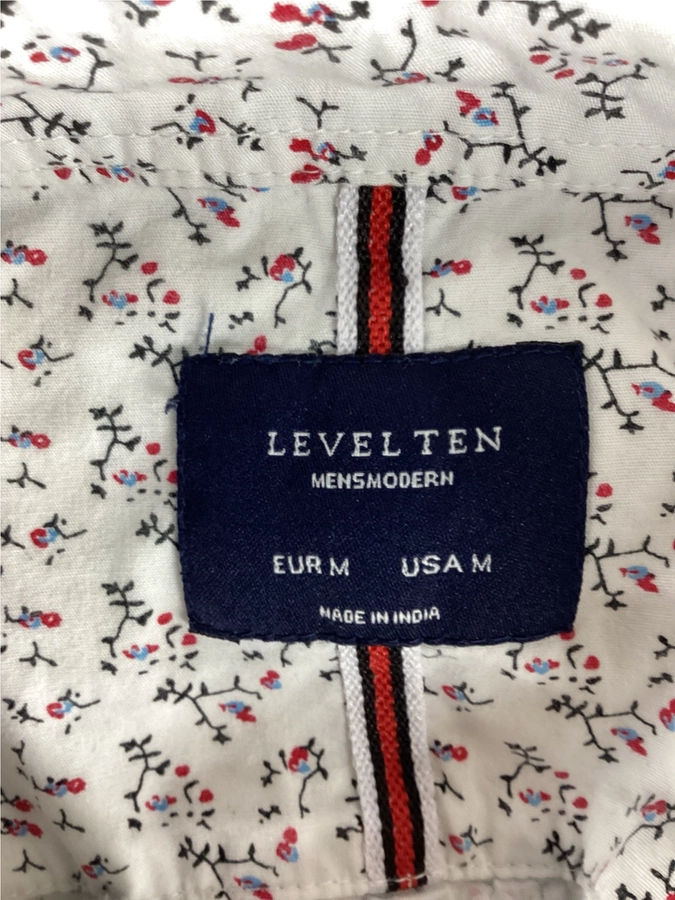 LEVEL TEN
MENSMODERN
EUR M USA M
MADE IN INDIA